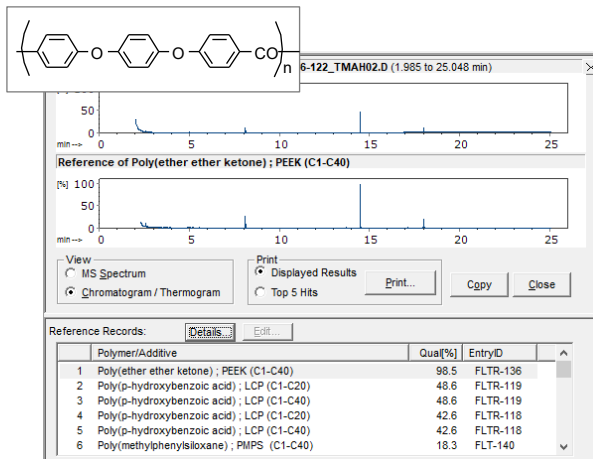 O O CO n
6-122_TMAH02.D (1.985 to 25.048 min)
50
0
min -->
0 5 10 15 20 25
Reference of Poly(ether ether ketone) ; PEEK (C1-C40)
[%] 100
50
0
min -->
0 5 10 15 20 25
View
MS Spectrum
Chromatogram / Thermogram
Print
Displayed Results
Top 5 Hits
Print...
Copy
Close
Reference Records:
Details...
Edit...
Polymer/Additive Qual[%] EntryID
1 Poly(ether ether ketone) ; PEEK (C1-C40) 98.5 FLTR-136
2 Poly(p-hydroxybenzoic acid) ; LCP (C1-C20) 48.6 FLTR-119
3 Poly(p-hydroxybenzoic acid) ; LCP (C1-C40) 48.6 FLTR-119
4 Poly(p-hydroxybenzoic acid) ; LCP (C1-C20) 42.6 FLTR-118
5 Poly(p-hydroxybenzoic acid) ; LCP (C1-C40) 42.6 FLTR-118
6 Poly(methylphenylsiloxane) ; PMPS (C1-C40) 18.3 FLT-140